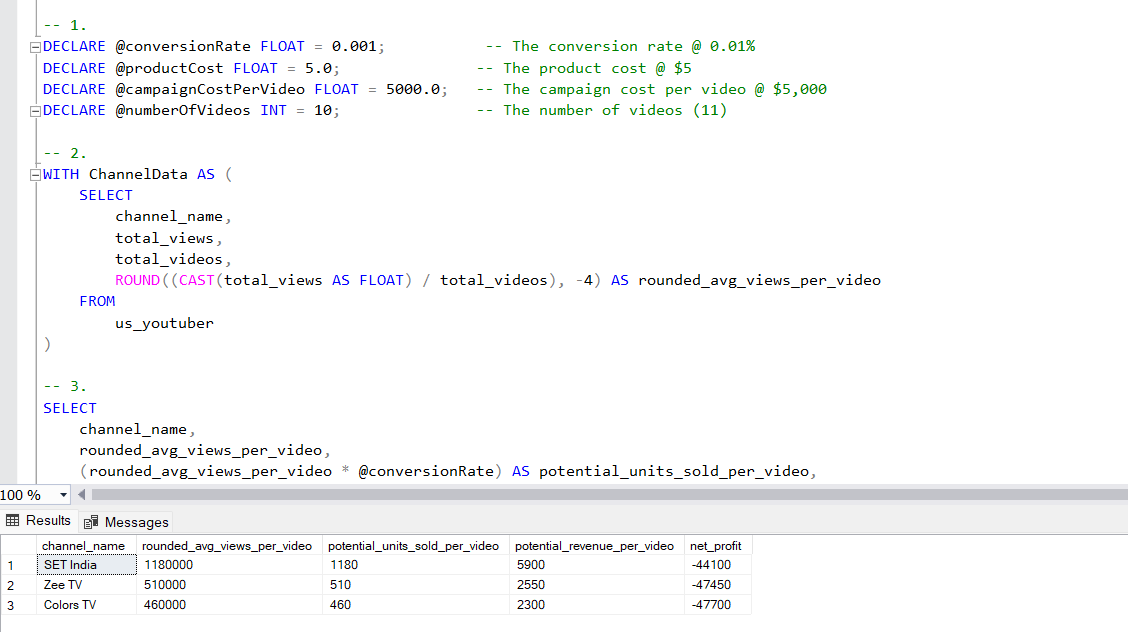 -- 1.
DECLARE @conversionRate FLOAT = 0.001; -- The conversion rate @ 0.01%
DECLARE @productCost FLOAT = 5.0; -- The product cost @ $5
DECLARE @campaignCostPerVideo FLOAT = 5000.0; -- The campaign cost per video @ $5,000
DECLARE @numberOfVideos INT = 10; -- The number of videos (11)
-- 2.
WITH ChannelData AS (
SELECT
channel_name,
total_views,
total_videos,
ROUND((CAST(total_views AS FLOAT) / total_videos), -4) AS rounded_avg_views_per_video
FROM
us_youtuber
)
-- 3.
SELECT
channel_name,
rounded_avg_views_per_video,
(rounded_avg_views_per_video * @conversionRate) AS potential_units_sold_per_video,
100 %
Results Messages
channel_name rounded_avg_views_per_video potential_units_sold_per_video potential_revenue_per_video net_profit
1 SET India 1180000 1180 5900 -44100
2 Zee TV 510000 510 2550 -47450
3 Colors TV 460000 460 2300 -47700